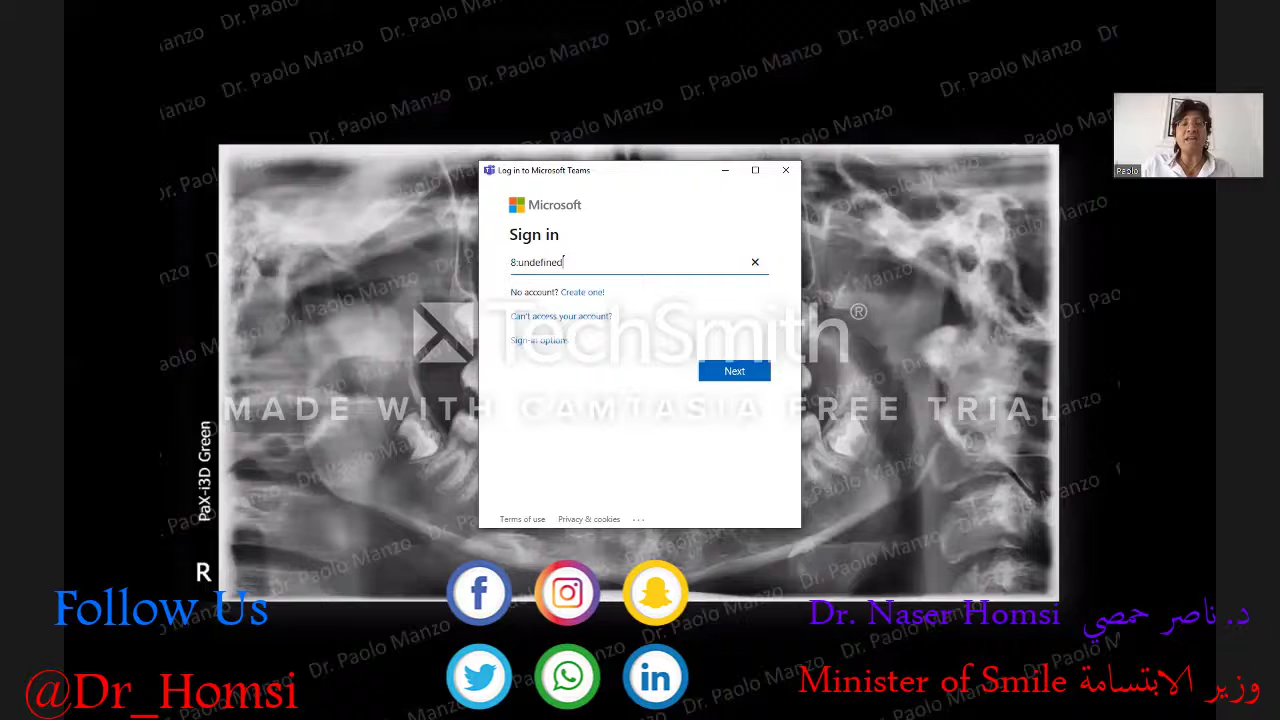 Dr. Paolo Manzo
Paolo
Log in to Microsoft Teams
Microsoft
Sign in
8:undefined
No account? Create one!
Can't access your account?
Sign-in options
Next
Terms of use Privacy & cookies ...
TechSmith®
MADE WITH CAMTASIA FREE TRIAL
PaX-i3D Green
R
Follow Us
@Dr_Homsi
Dr. Naser Homsi د. ناصر حمصي
Minister of Smile وزير الابتسامة